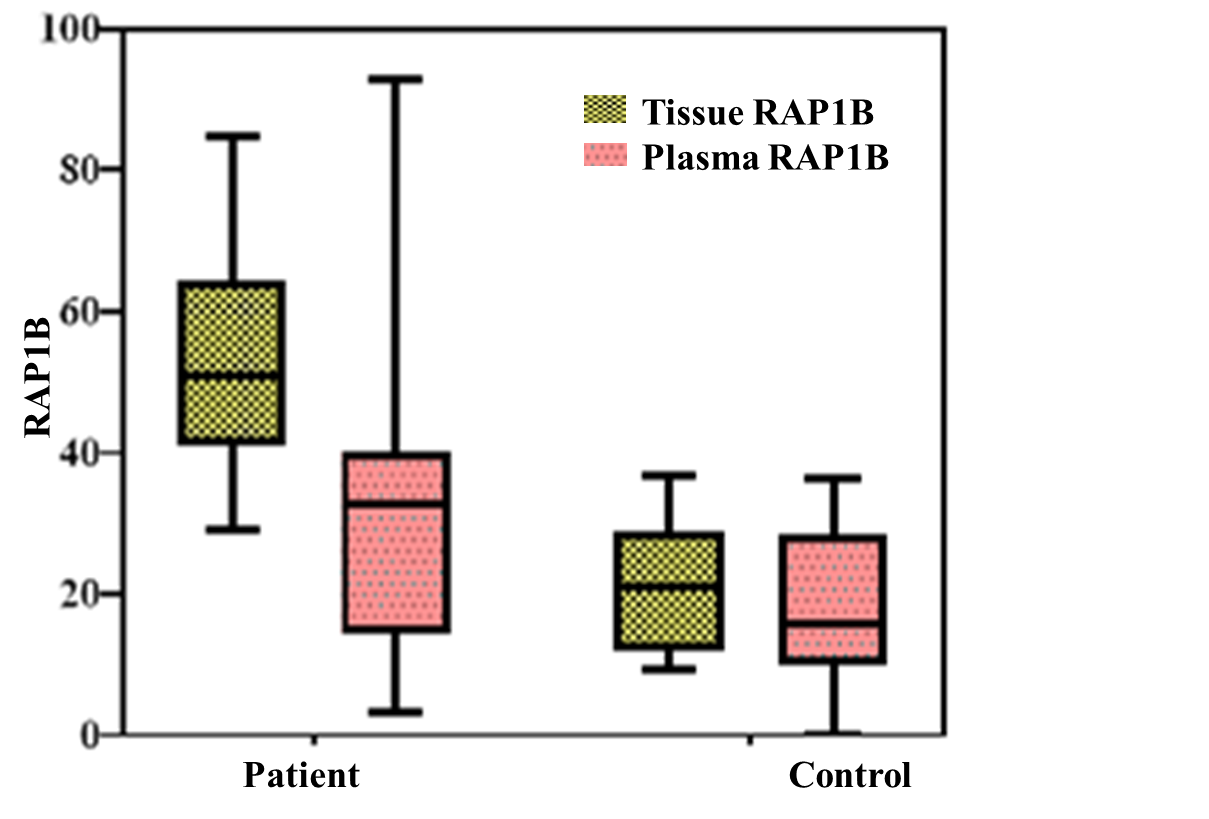 100
80
60
40
20
0
RAP1B
Tissue RAP1B
Plasma RAP1B
Patient
Control